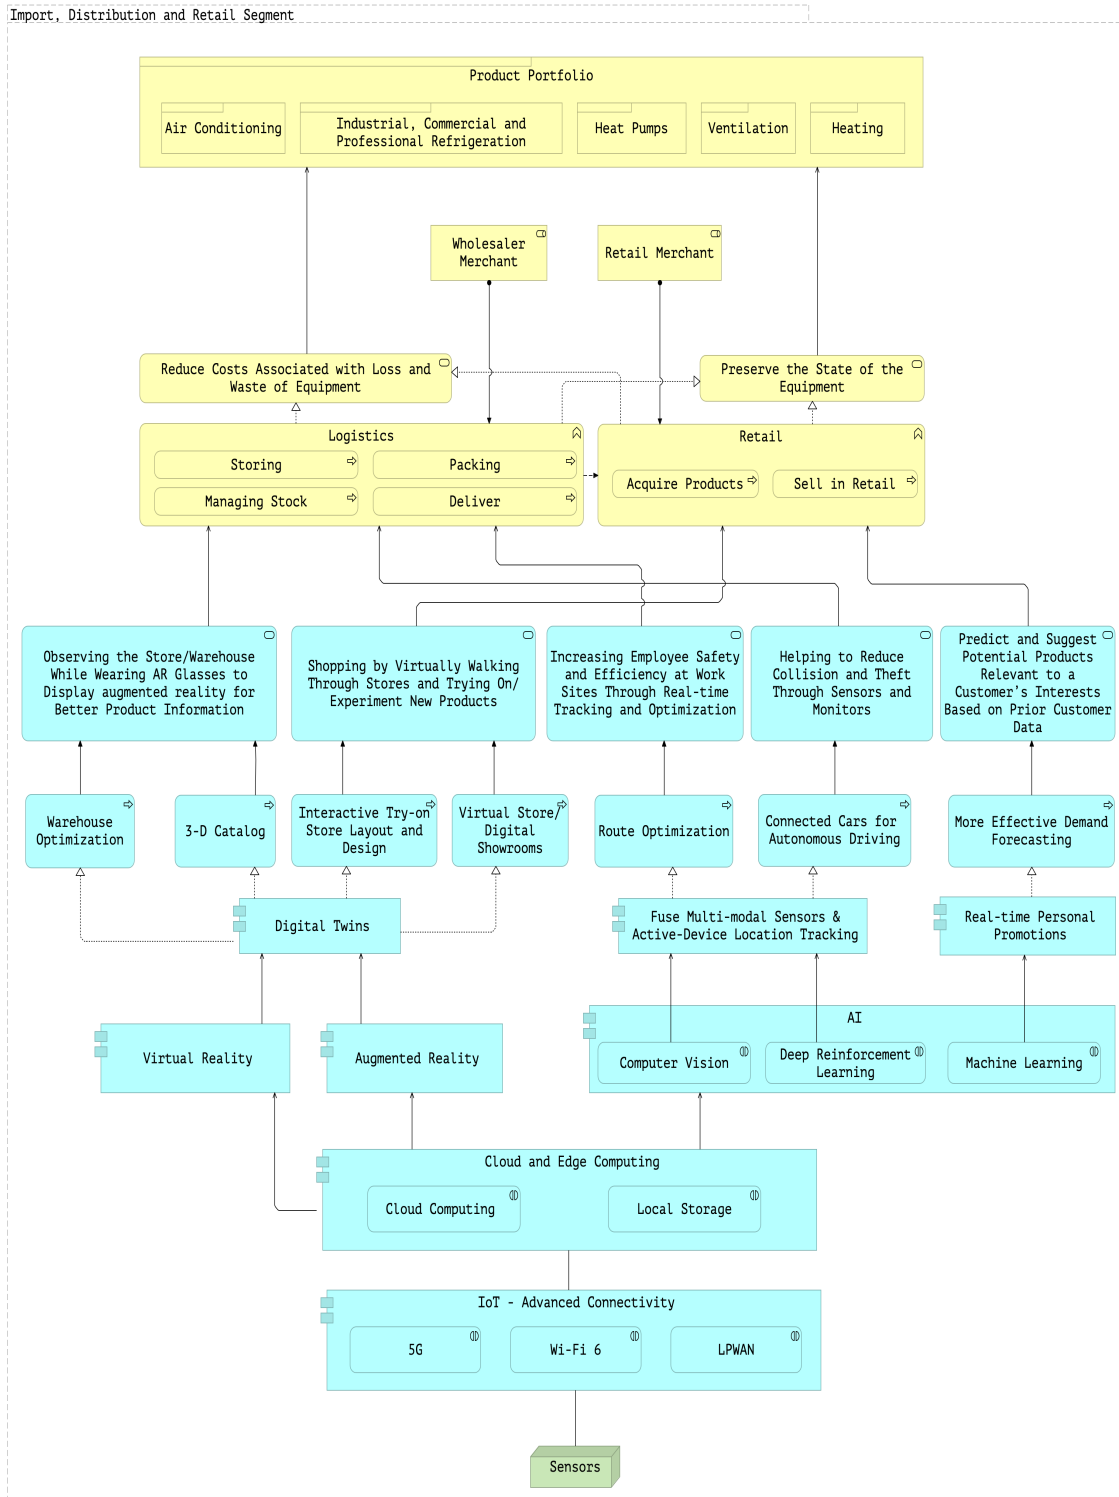 Import, Distribution and Retail Segment
Product Portfolio
Air Conditioning
Industrial, Commercial and
Professional Refrigeration
Heat Pumps
Ventilation
Heating
Wholesaler
Merchant
Retail Merchant
Reduce Costs Associated with Loss and
Waste of Equipment
Preserve the State of the
Equipment
Logistics
Storing
Packing
Managing Stock
Deliver
Retail
Acquire Products
Sell in Retail
Observing the Store/Warehouse
While Wearing AR Glasses to
Display augmented reality for
Better Product Information
Shopping by Virtually Walking
Through Stores and Trying On/
Experiment New Products
Increasing Employee Safety
and Efficiency at Work
Sites Through Real-time
Tracking and Optimization
Helping to Reduce
Collision and Theft
Through Sensors and
Monitors
Predict and Suggest
Potential Products
Relevant to a
Customer's Interests
Based on Prior Customer
Data
Warehouse
Optimization
3-D Catalog
Interactive Try-on
Store Layout and
Design
Virtual Store/
Digital
Showrooms
Route Optimization
Connected Cars for
Autonomous Driving
More Effective Demand
Forecasting
Digital Twins
Fuse Multi-modal Sensors &
Active-Device Location Tracking
Real-time Personal
Promotions
Virtual Reality
Augmented Reality
AI
Computer Vision
Deep Reinforcement
Learning
Machine Learning
Cloud and Edge Computing
Cloud Computing
Local Storage
IoT - Advanced Connectivity
5G
Wi-Fi 6
LPWAN
Sensors